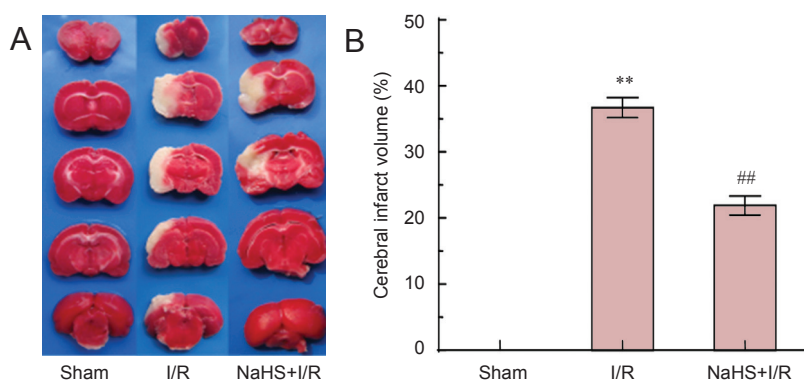 A
Sham I/R NaHS+I/R
B
Cerebral infarct volume (%)
50
40
30
20
10
0
**
##
Sham I/R NaHS+I/R